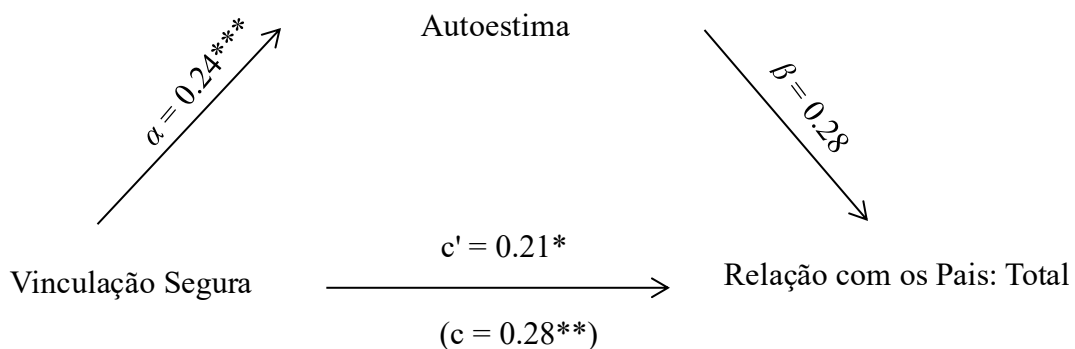 Autoestima
α = 0.24***
β = 0.28
c' = 0.21*
Vinculação Segura
Relação com os Pais: Total
(c = 0.28**)